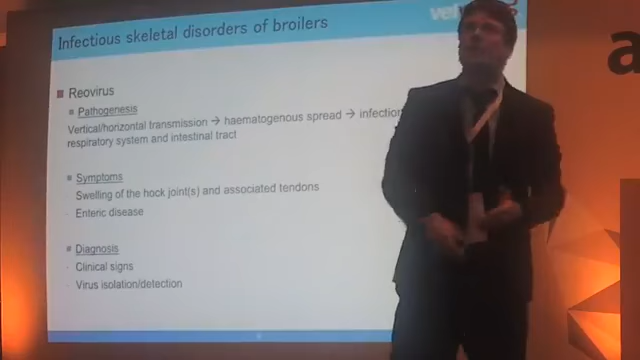 Infectious skeletal disorders of broilers
Reovirus
Pathogenesis
Vertical/horizontal transmission → haematogenous spread → infection
respiratory system and intestinal tract
Symptoms
Swelling of the hock joint(s) and associated tendons
Enteric disease
Diagnosis
Clinical signs
Virus isolation/detection
a